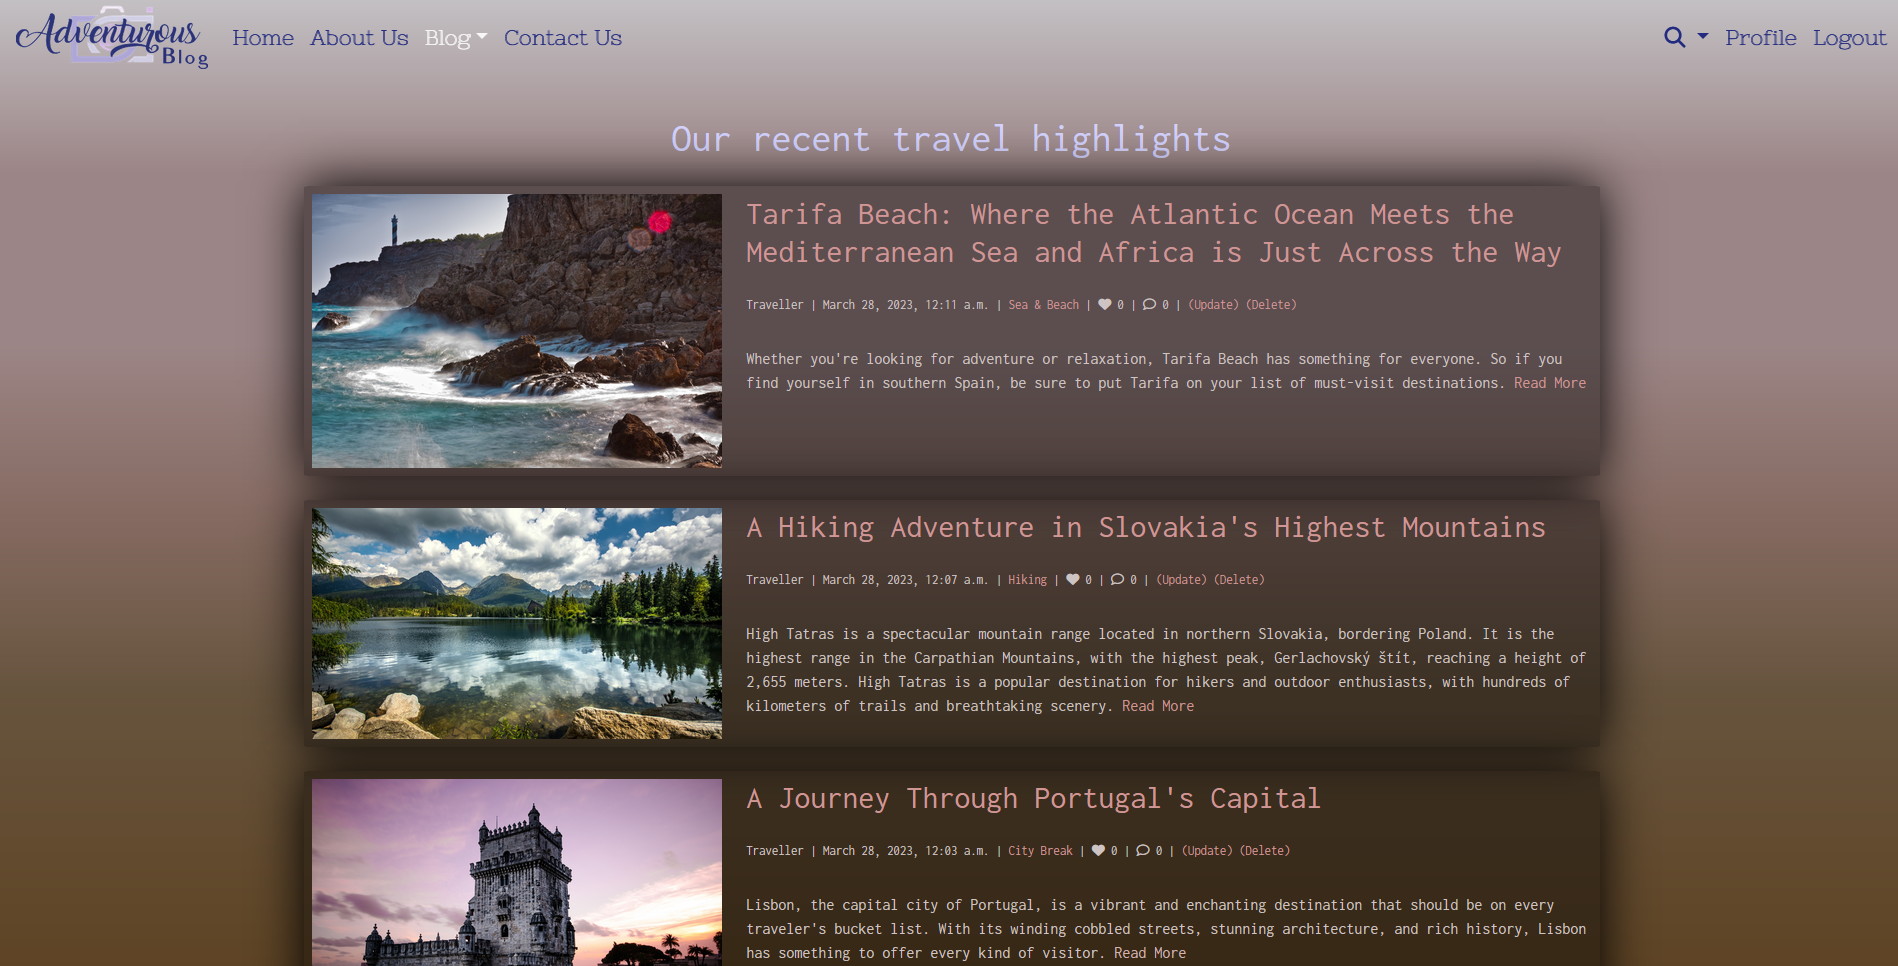 Adventurous
Blog
Home About Us Blog Contact Us
Profile Logout
Our recent travel highlights
Tarifa Beach: Where the Atlantic Ocean Meets the
Mediterranean Sea and Africa is Just Across the Way
Traveller | March 28, 2023, 12:11 a.m. | Sea & Beach | 0 | 0 | (Update) (Delete)
Whether you're looking for adventure or relaxation, Tarifa Beach has something for everyone. So if you
find yourself in southern Spain, be sure to put Tarifa on your list of must-visit destinations. Read More
A Hiking Adventure in Slovakia's Highest Mountains
Traveller | March 28, 2023, 12:07 a.m. | Hiking | 0 | 0 | (Update) (Delete)
High Tatras is a spectacular mountain range located in northern Slovakia, bordering Poland. It is the
highest range in the Carpathian Mountains, with the highest peak, Gerlachovský štít, reaching a height of
2,655 meters. High Tatras is a popular destination for hikers and outdoor enthusiasts, with hundreds of
kilometers of trails and breathtaking scenery. Read More
A Journey Through Portugal's Capital
Traveller | March 28, 2023, 12:03 a.m. | City Break | 0 | 0 | (Update) (Delete)
Lisbon, the capital city of Portugal, is a vibrant and enchanting destination that should be on every
traveler's bucket list. With its winding cobbled streets, stunning architecture, and rich history, Lisbon
has something to offer every kind of visitor. Read More